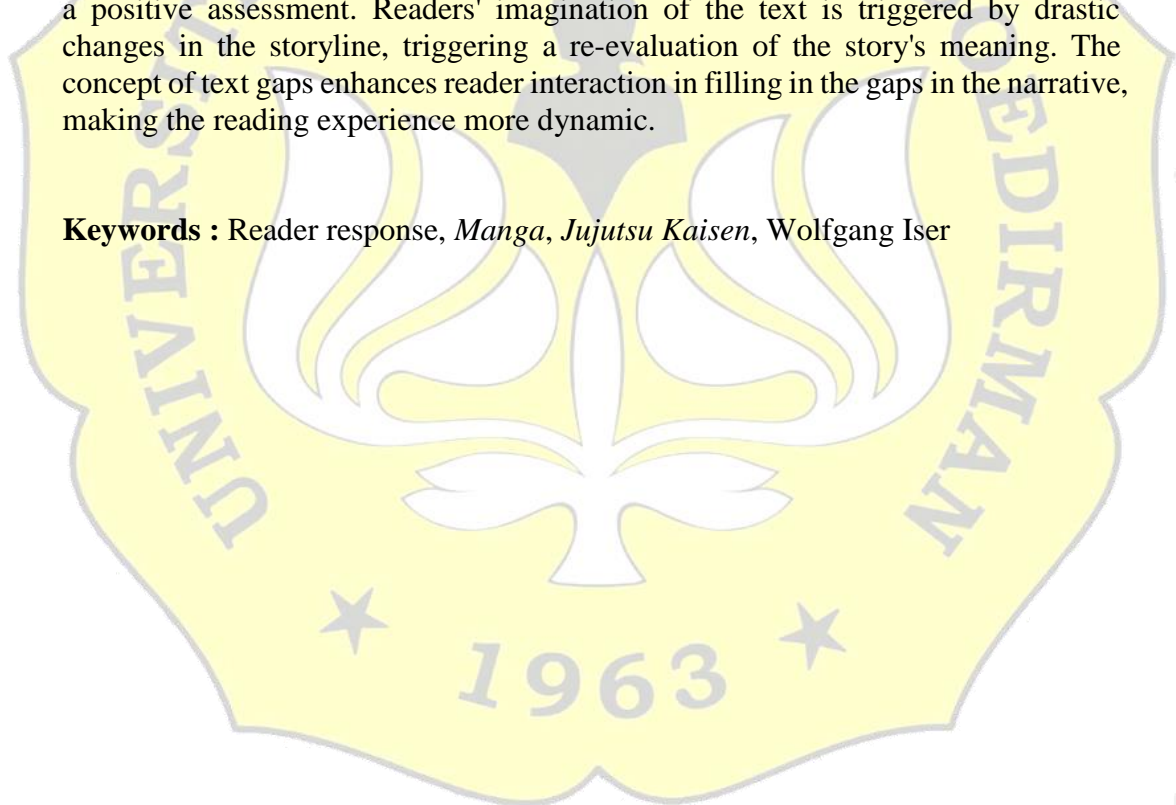 a positive assessment. Readers' imagination of the text is triggered by drastic
changes in the storyline, triggering a re-evaluation of the story's meaning. The
concept of text gaps enhances reader interaction in filling in the gaps in the narrative,
making the reading experience more dynamic.
Keywords : Reader response, Manga, Jujutsu Kaisen, Wolfgang Iser
UNIVERSIT
OEDIRMAN
1963